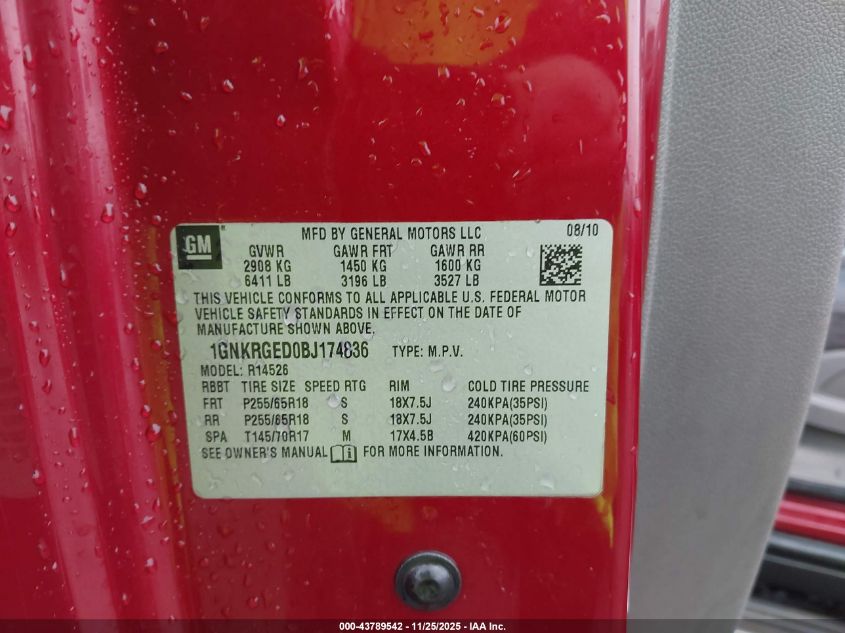 GM
MFD BY GENERAL MOTORS LLC 08/10
GVWR GAWR FRT GAWR RR
2908 KG 1450 KG 1600 KG
6411 LB 3196 LB 3527 LB
THIS VEHICLE CONFORMS TO ALL APPLICABLE U.S. FEDERAL MOTOR
VEHICLE SAFETY STANDARDS IN EFFECT ON THE DATE OF
MANUFACTURE SHOWN ABOVE.
1GNKRGED0BJ174836 TYPE: M.P.V.
MODEL: R14526
RBBT TIRE SIZE SPEED RTG RIM COLD TIRE PRESSURE
FRT P255/65R18 S 18X7.5J 240KPA(35PSI)
RR P255/65R18 S 18X7.5J 240KPA(35PSI)
SPA T145/70R17 M 17X4.5B 420KPA(60PSI)
SEE OWNER'S MANUAL FOR MORE INFORMATION.
000-43789542 - 11/25/2025 - IAA Inc.